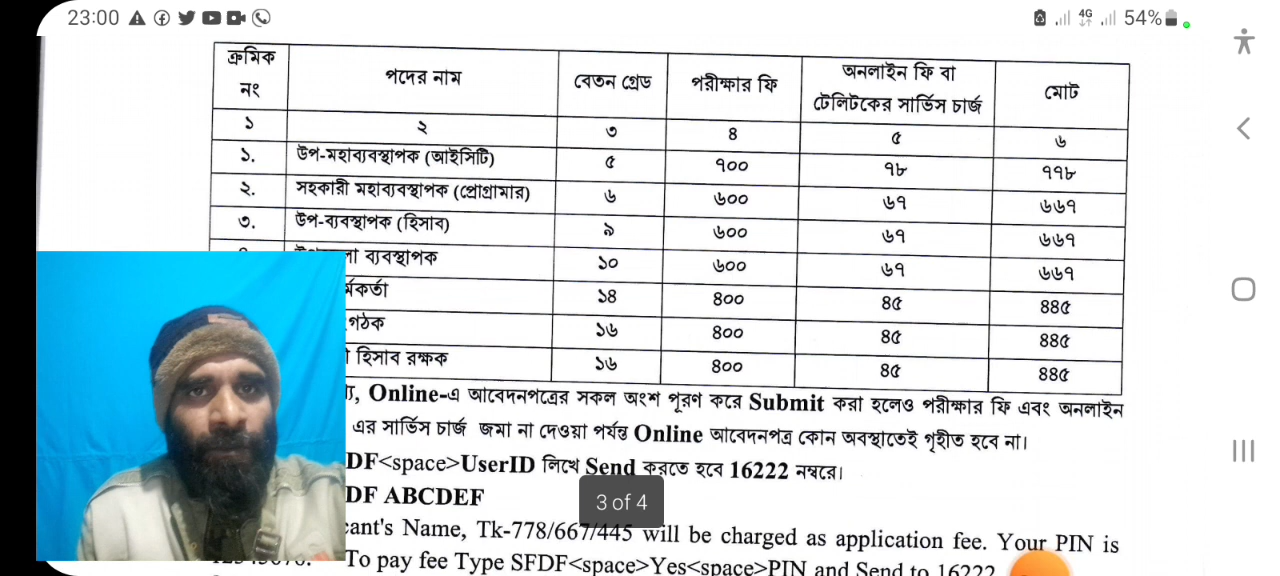 23:00 4G 54%
ক্রমিক নং পদের নাম বেতন গ্রেড পরীক্ষার ফি অনলাইন ফি বা টেলিটকের সার্ভিস চার্জ মোট
১ ২ ৩ ৪ ৫ ৬
১. উপ-মহাব্যবস্থাপক (আইসিটি) ৫ ৭০০ ৭৮ ৭৭৮
২. সহকারী মহাব্যবস্থাপক (প্রোগ্রামার) ৬ ৬০০ ৬৭ ৬৬৭
৩. উপ-ব্যবস্থাপক (হিসাব) ৯ ৬০০ ৬৭ ৬৬৭
ব্যবস্থাপক ১০ ৬০০ ৬৭ ৬৬৭
র্মকর্তা ১৪ ৪০০ ৪৫ ৪৪৫
গঠক ১৬ ৪০০ ৪৫ ৪৪৫
হিসাব রক্ষক ১৬ ৪০০ ৪৫ ৪৪৫
Online-এ আবেদনপত্রের সকল অংশ পূরণ করে Submit করা হলেও পরীক্ষার ফি এবং অনলাইন
এর সার্ভিস চার্জ জমা না দেওয়া পর্যন্ত Online আবেদনপত্র কোন অবস্থাতেই গৃহীত হবে না।
DF<space>UserID লিখে Send করতে হবে 16222 নম্বরে।
DF ABCDEF
3 of 4
cant's Name, Tk-778/667/445 will be charged as application fee. Your PIN is
To pay fee Type SFDF<space>Yes<space>PIN and Send to 16222